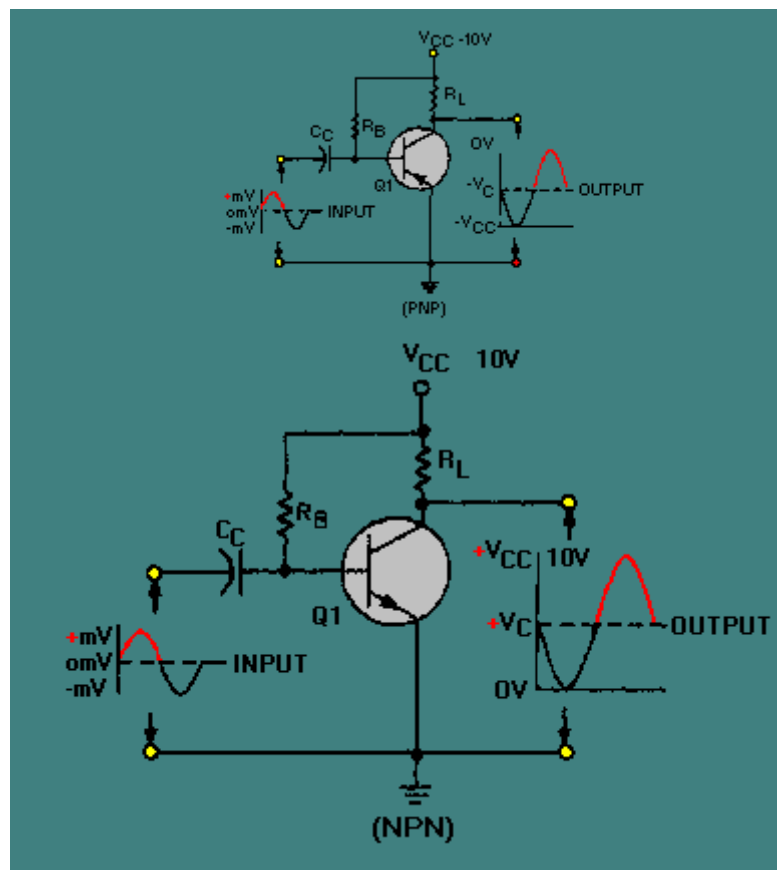 VCC -10V
RL
RB
CC
0V
Q1
-VC OUTPUT
+mV
omV INPUT
-mV
-VCC
(PNP)
VCC 10V
RL
RB
CC
+VCC 10V
Q1
+VC OUTPUT
+mV
omV INPUT
-mV
0V
(NPN)